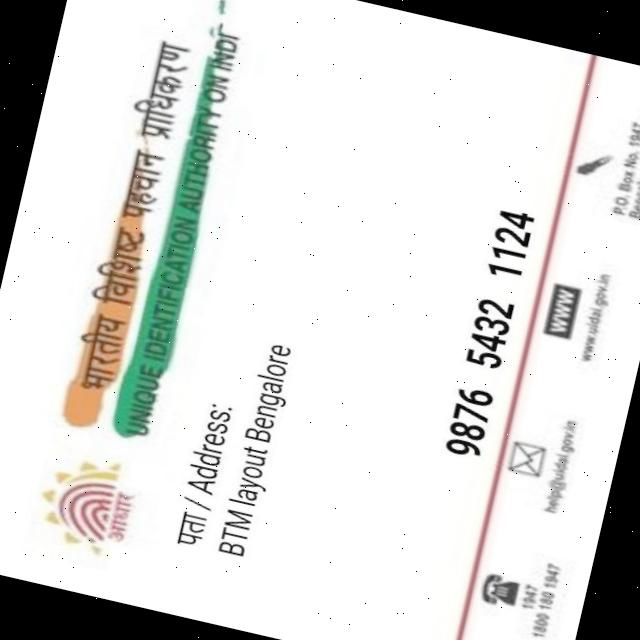 भारतीय विशिष्ट पहचान प्राधिकरण
UNIQUE IDENTIFICATION AUTHORITY ON INDI
आधार
पता / Address:
BTM layout Bengalore
9876 5432 1124
1947
1800 180 1947
help@uidai.gov.in
www
www.uidai.gov.in
P.O. Box No. 1947